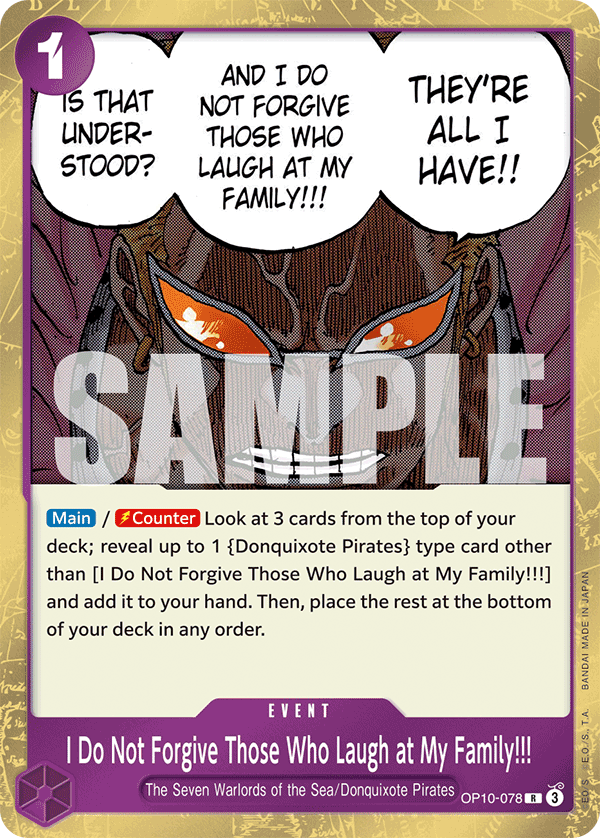 1
IS THAT
UNDER-
STOOD?
AND I DO
NOT FORGIVE
THOSE WHO
LAUGH AT MY
FAMILY!!!
THEY'RE
ALL I
HAVE!!
SAMPLE
Main / Counter Look at 3 cards from the top of your
deck; reveal up to 1 {Donquixote Pirates} type card other
than [I Do Not Forgive Those Who Laugh at My Family!!!]
and add it to your hand. Then, place the rest at the bottom
of your deck in any order.
EVENT
I Do Not Forgive Those Who Laugh at My Family!!!
The Seven Warlords of the Sea/Donquixote Pirates
OP10-078 R 3
E.O./S. E.O./S., T.A. BANDAI MADE IN JAPAN